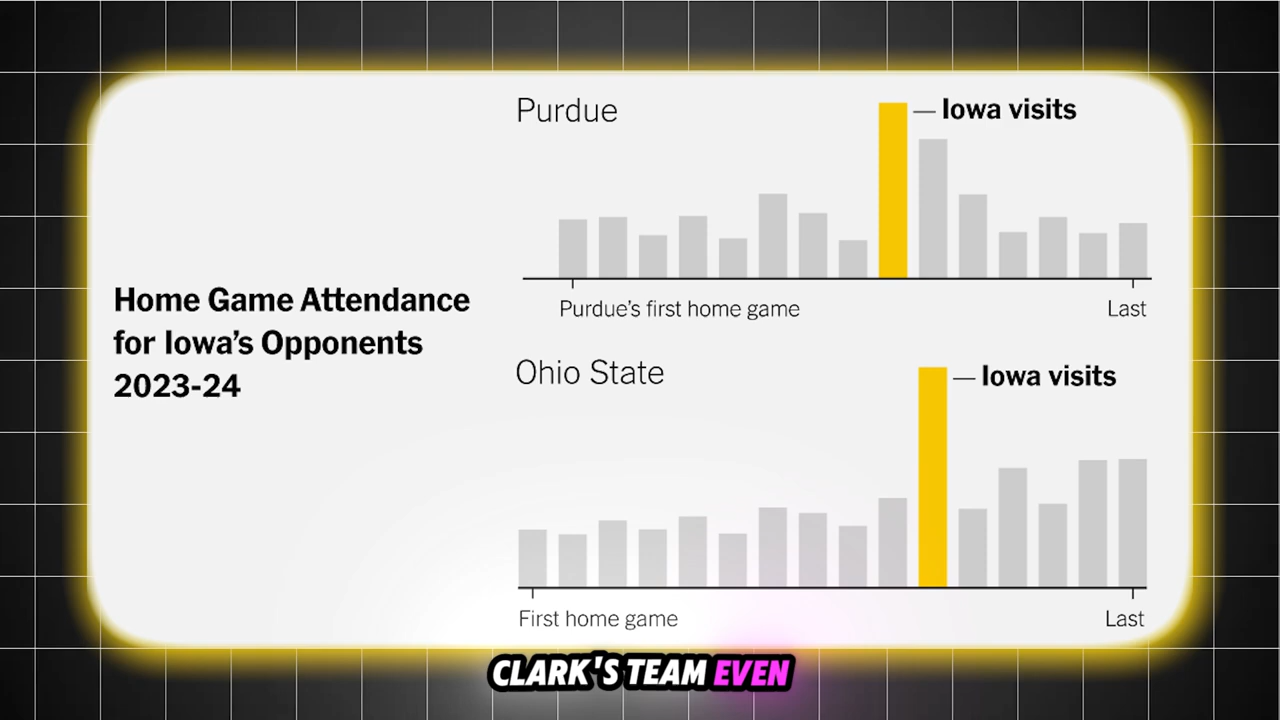 Purdue
— Iowa visits
Purdue’s first home game
Last
Home Game Attendance
for Iowa’s Opponents
2023-24
Ohio State
— Iowa visits
First home game
Last
CLARK'S TEAM EVEN